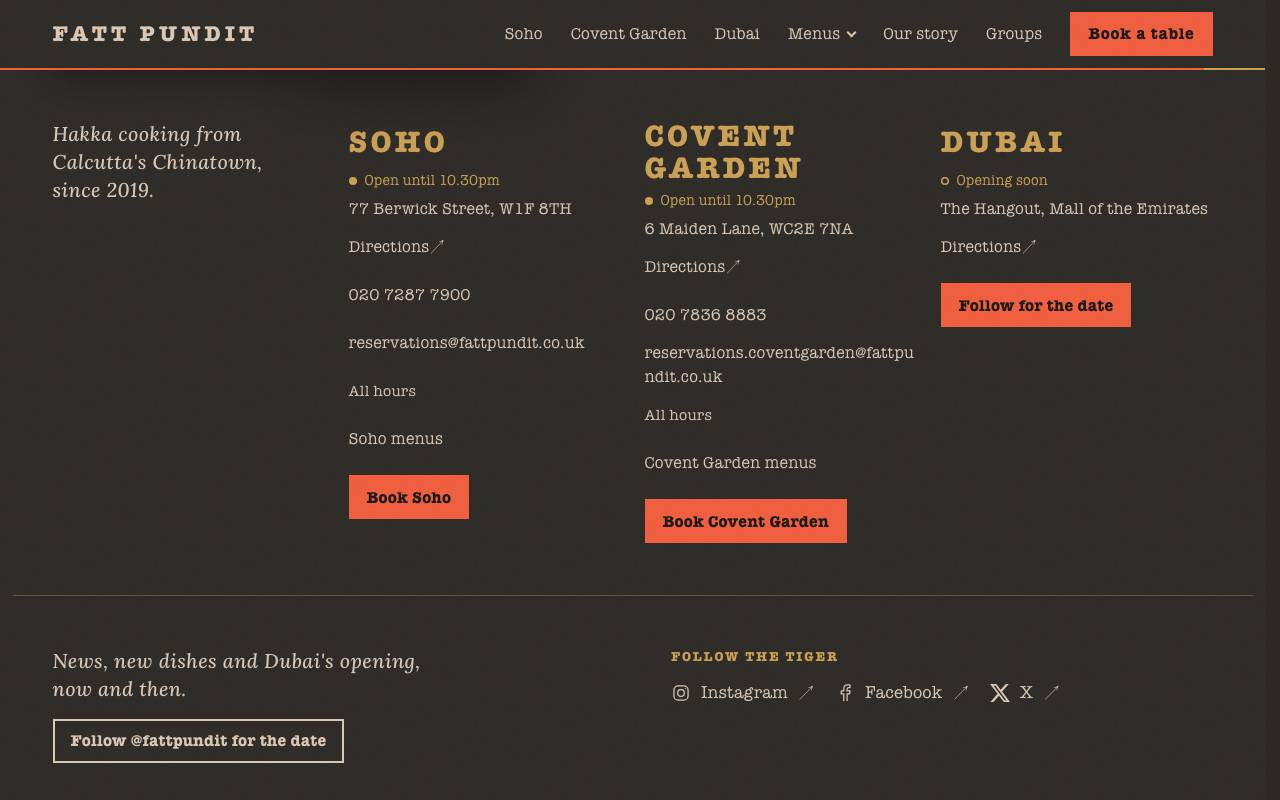 FATT PUNDIT
Soho
Covent Garden
Dubai
Menus
Our story
Groups
Book a table
Hakka cooking from
Calcutta's Chinatown,
since 2019.
SOHO
Open until 10.30pm
77 Berwick Street, W1F 8TH
Directions↗
020 7287 7900
reservations@fattpundit.co.uk
All hours
Soho menus
Book Soho
COVENT
GARDEN
Open until 10.30pm
6 Maiden Lane, WC2E 7NA
Directions↗
020 7836 8883
reservations.coventgarden@fattpu
ndit.co.uk
All hours
Covent Garden menus
Book Covent Garden
DUBAI
Opening soon
The Hangout, Mall of the Emirates
Directions↗
Follow for the date
News, new dishes and Dubai's opening,
now and then.
Follow @fattpundit for the date
FOLLOW THE TIGER
Instagram ↗
Facebook ↗
X ↗